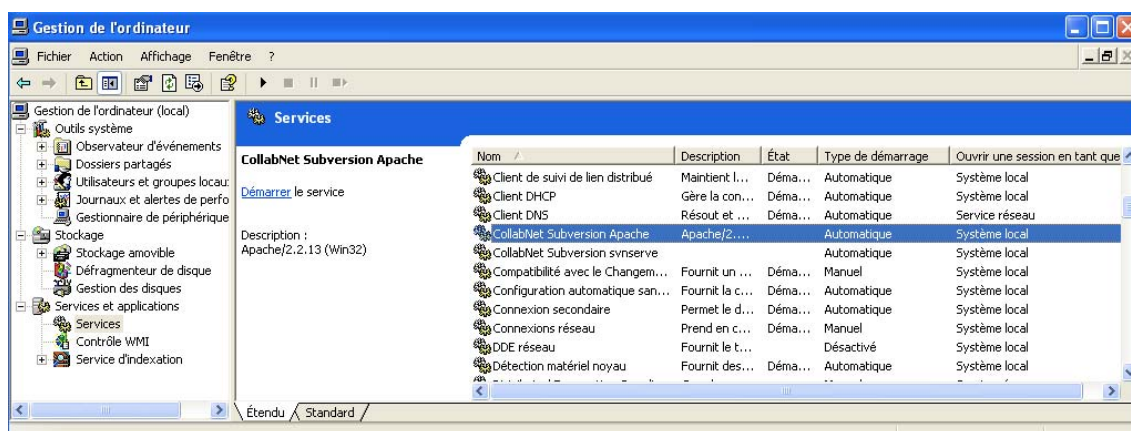 Gestion de l'ordinateur
Fichier Action Affichage Fenêtre ?
Gestion de l'ordinateur (local)
Outils système
Observateur d'événements
Dossiers partagés
Utilisateurs et groupes locau
Journaux et alertes de perfo
Gestionnaire de périphérique
Stockage
Stockage amovible
Défragmenteur de disque
Gestion des disques
Services et applications
Services
Contrôle WMI
Service d'indexation
Services
CollabNet Subversion Apache
Démarrer le service
Description :
Apache/2.2.13 (Win32)
Nom Description État Type de démarrage Ouvrir une session en tant que
Client de suivi de lien distribué Maintient l... Déma... Automatique Système local
Client DHCP Gère la con... Déma... Automatique Système local
Client DNS Résout et ... Déma... Automatique Service réseau
CollabNet Subversion Apache Apache/2.... Automatique Système local
CollabNet Subversion svnserve Automatique Système local
Compatibilité avec le Changem... Fournit un ... Déma... Manuel Système local
Configuration automatique san... Fournit la c... Déma... Automatique Système local
Connexion secondaire Permet le d... Déma... Automatique Système local
Connexions réseau Prend en c... Déma... Manuel Système local
DDE réseau Fournit le t... Désactivé Système local
Détection matériel noyau Fournit des... Déma... Automatique Système local
Étendu Standard